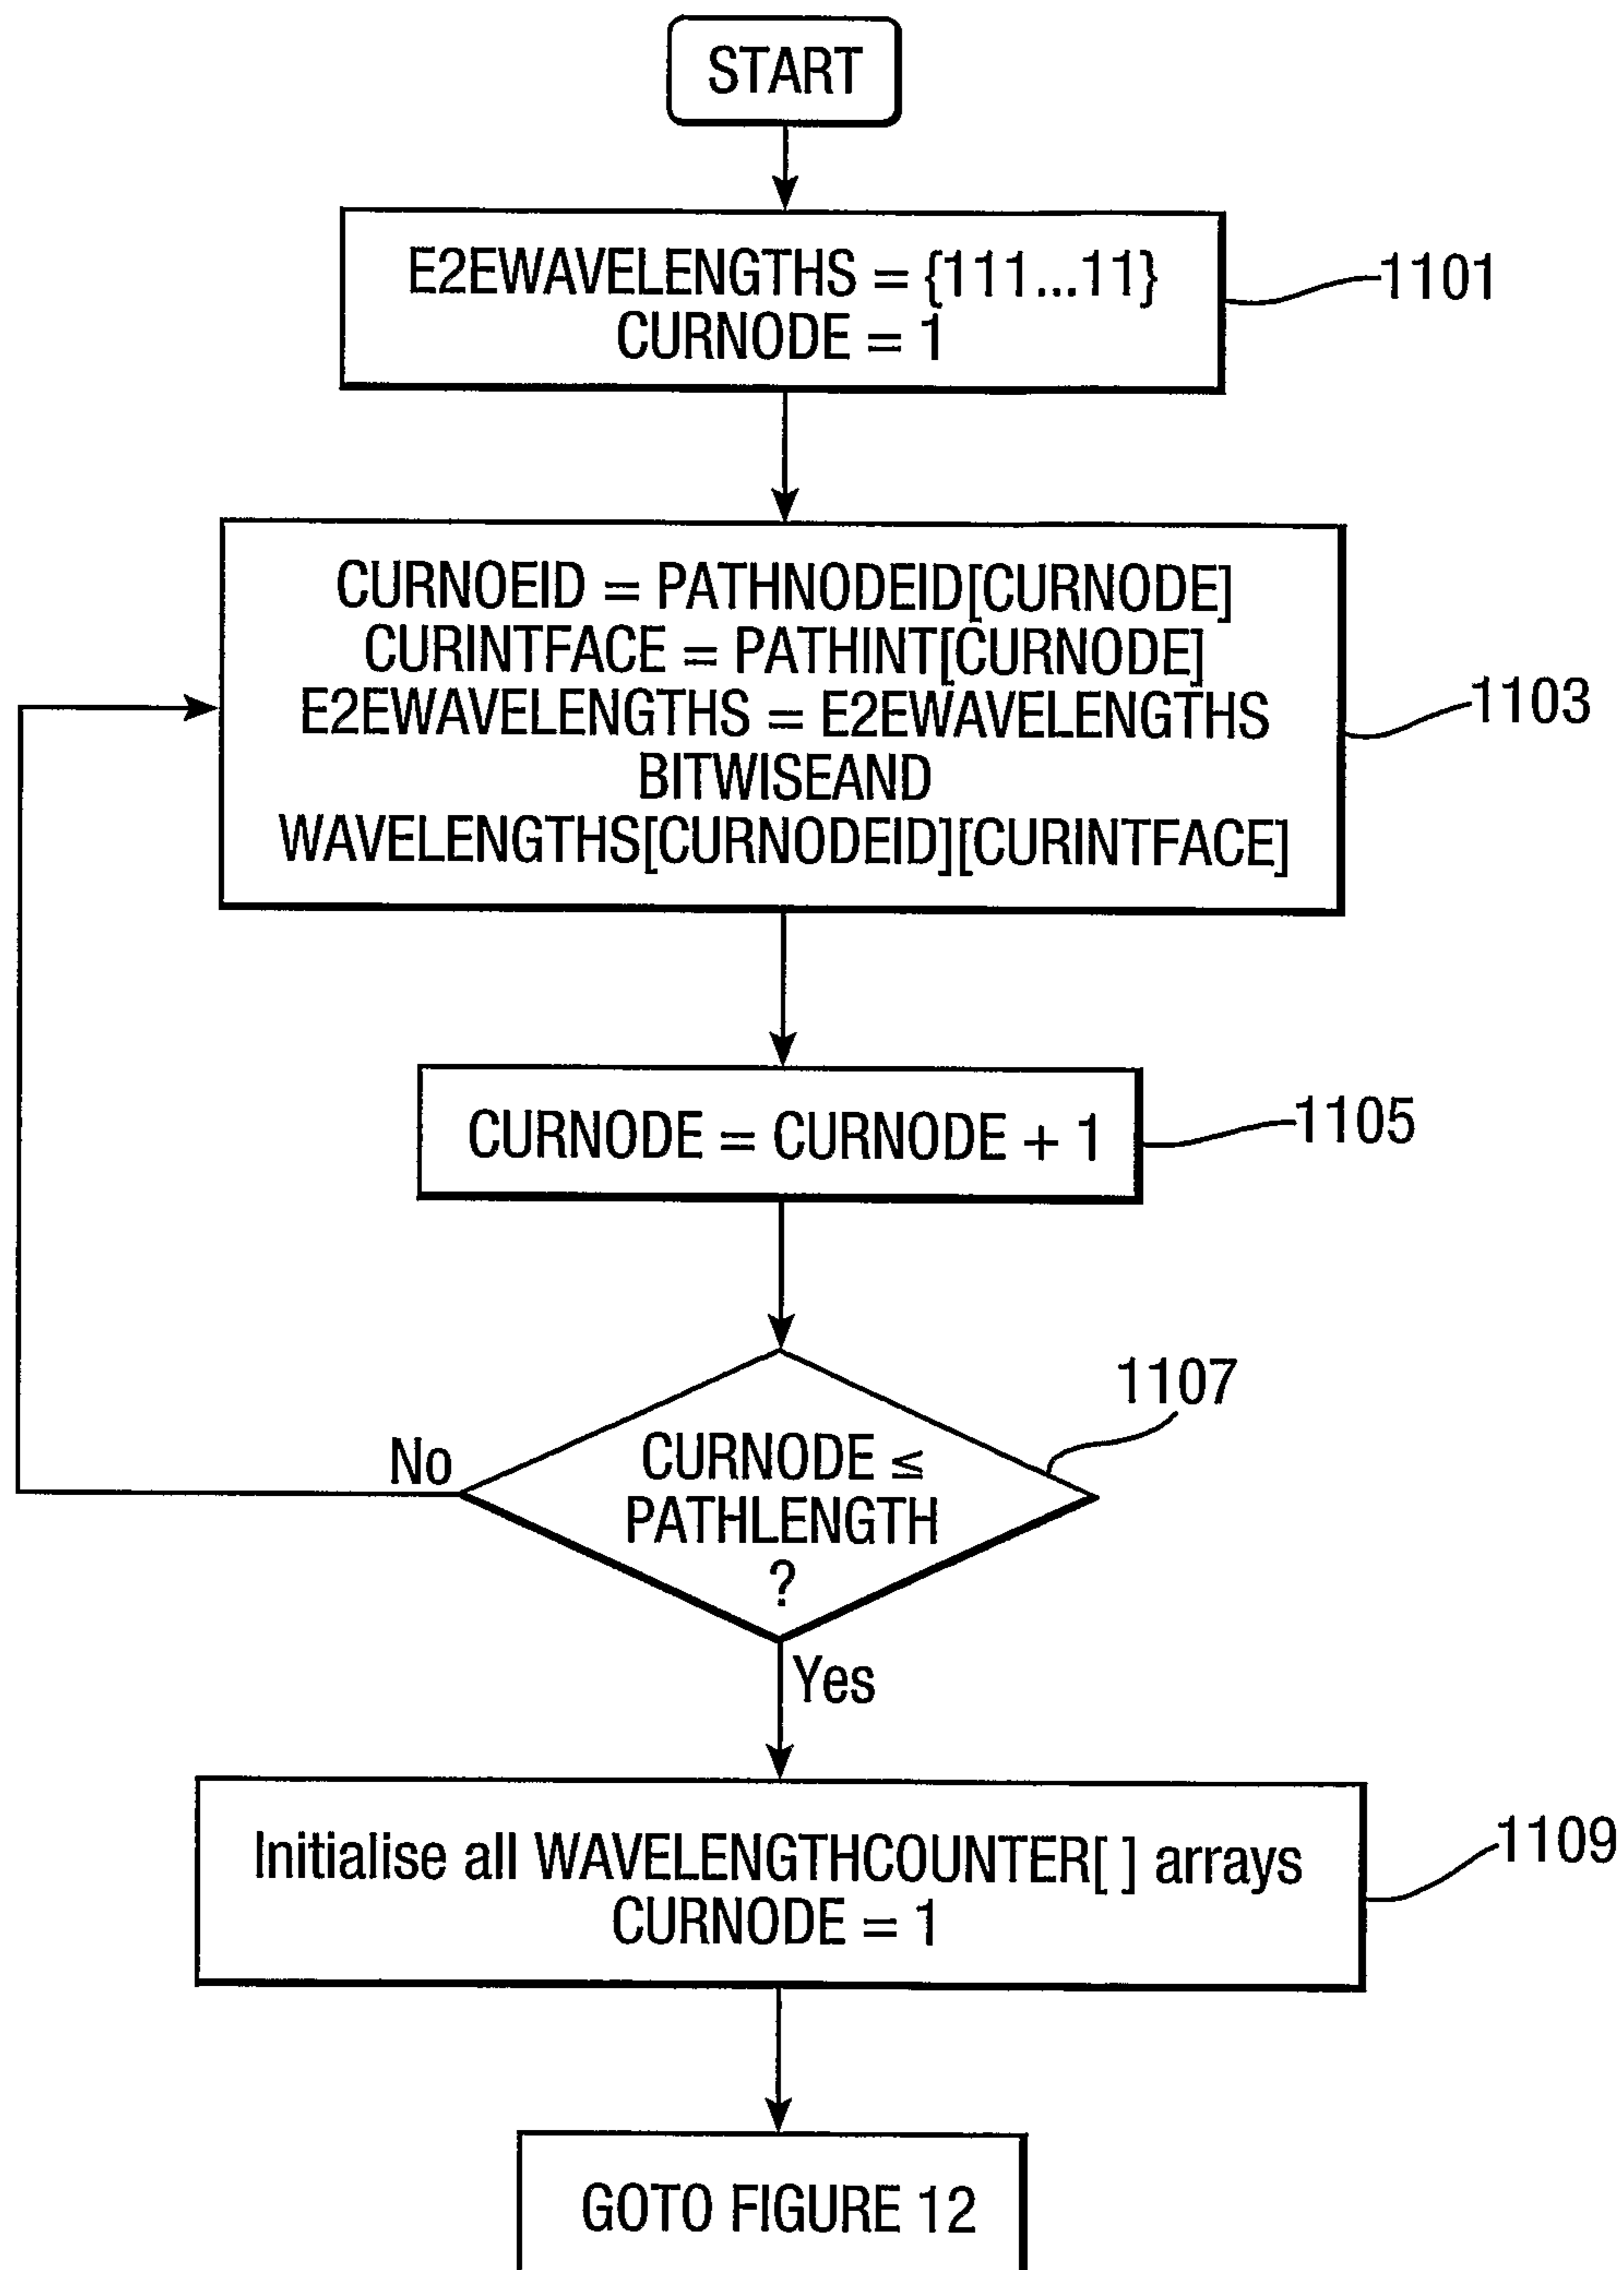 START
E2EWAVELENGTHS = {111...11}
CURNODE = 1
1101
CURNOEID = PATHNODEID[CURNODE]
CURINTFACE = PATHINT[CURNODE]
E2EWAVELENGTHS = E2EWAVELENGTHS
BITWISEAND
WAVELENGTHS[CURNODEID][CURINTFACE]
1103
CURNODE = CURNODE + 1
1105
1107
CURNODE ≤
PATHLENGTH
?
No
Yes
Initialise all WAVELENGTHCOUNTER[ ] arrays
CURNODE = 1
1109
GOTO FIGURE 12